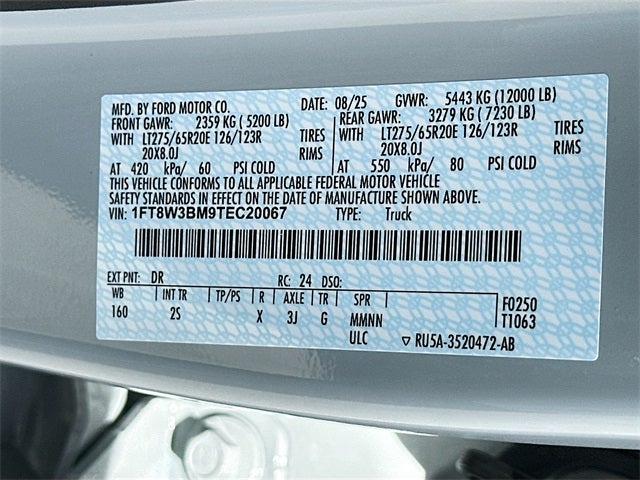 MFD. BY FORD MOTOR CO. DATE: 08/25 GVWR: 5443 KG (12000 LB)
FRONT GAWR: 2359 KG (5200 LB) REAR GAWR: 3279 KG (7230 LB)
WITH LT275/65R20E 126/123R TIRES WITH LT275/65R20E 126/123R TIRES
20X8.0J RIMS 20X8.0J RIMS
AT 420 kPa/ 60 PSI COLD AT 550 kPa/ 80 PSI COLD
THIS VEHICLE CONFORMS TO ALL APPLICABLE FEDERAL MOTOR VEHICLE
SAFETY STANDARDS IN EFFECT ON THE DATE OF MANUFACTURE SHOWN ABOVE.
VIN: 1FT8W3BM9TEC20067 TYPE: Truck
EXT PNT: DR RC: 24 DSO:
WB INT TR TP/PS R AXLE TR SPR F0250
160 2S X 3J G MMNN T1063
ULC RU5A-3520472-AB